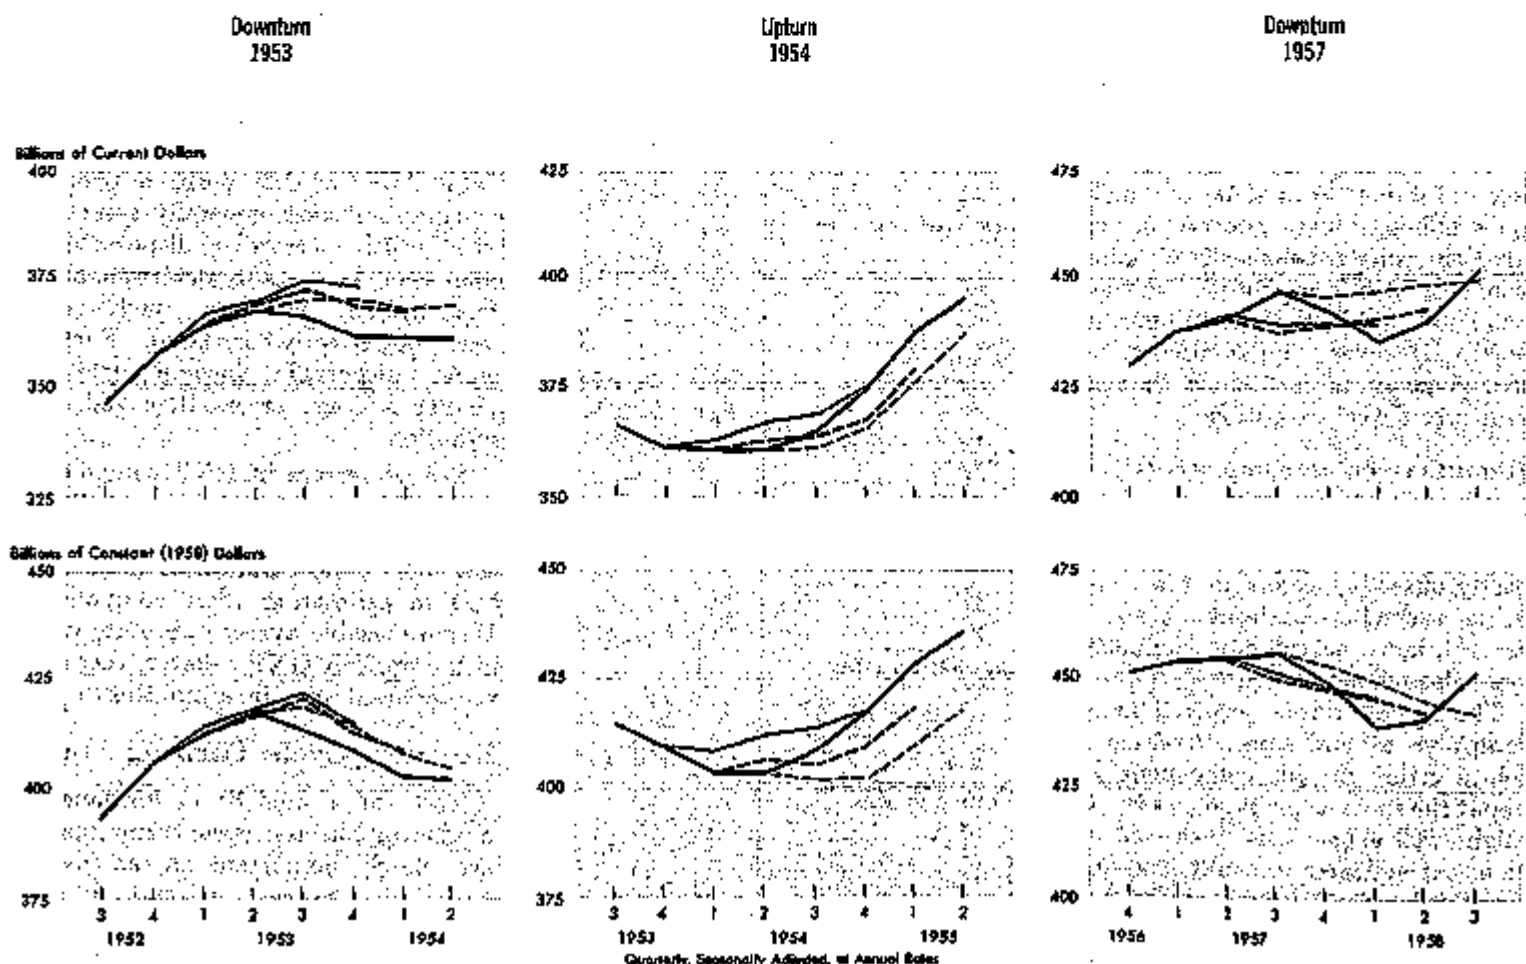 Downturn
1953
Upturn
1954
Downturn
1957
Billions of Current Dollars
400
375
350
325
425
400
375
350
475
450
425
400
Billions of Constant (1958) Dollars
450
425
400
375
450
425
400
375
475
450
425
400
3 4 1 2 3 4 1 2
1952 1953 1954
3 4 1 2 3 4 1 2
1953 1954 1955
4 1 2 3 4 1 2 3
1956 1957 1958
Quarterly, Seasonally Adjusted, at Annual Rates